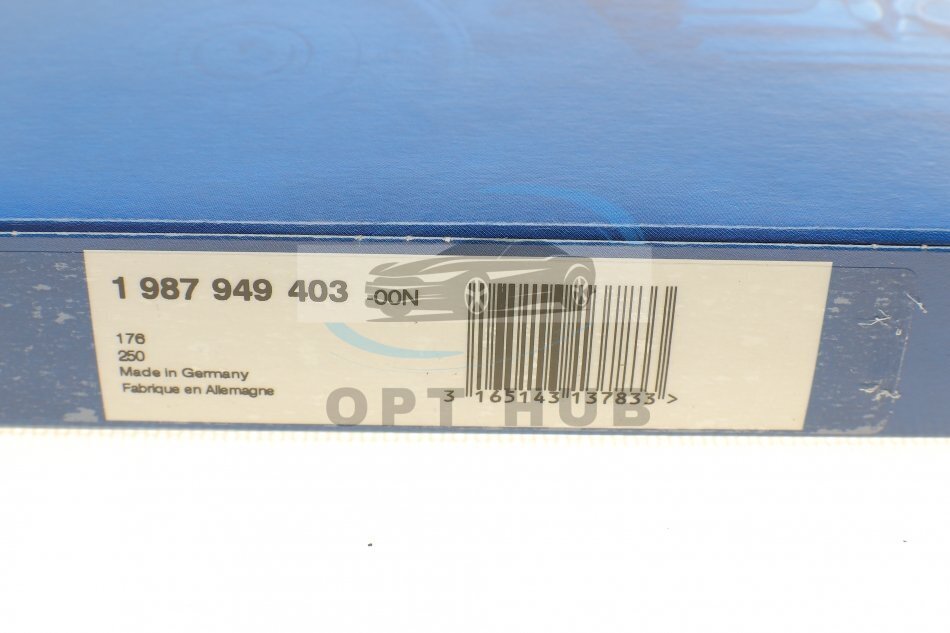 1 987 949 403 -00N
176
250
Made in Germany
Fabrique en Allemagne
3 165143 137833 >
OPT HUB